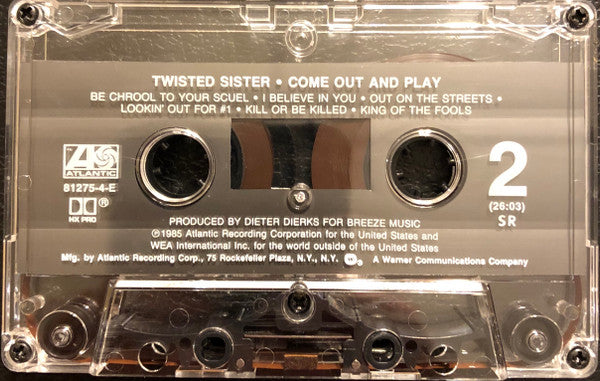 TWISTED SISTER • COME OUT AND PLAY
BE CHROOL TO YOUR SCUEL • I BELIEVE IN YOU • OUT ON THE STREETS •
LOOKIN' OUT FOR #1 • KILL OR BE KILLED • KING OF THE FOOLS
ATLANTIC
81275-4-E
HX PRO
2
(26:03)
SR
PRODUCED BY DIETER DIERKS FOR BREEZE MUSIC
℗1985 Atlantic Recording Corporation for the United States and
WEA International Inc. for the world outside of the United States
Mfg. by Atlantic Recording Corp., 75 Rockefeller Plaza, N.Y., N.Y. A Warner Communications Company